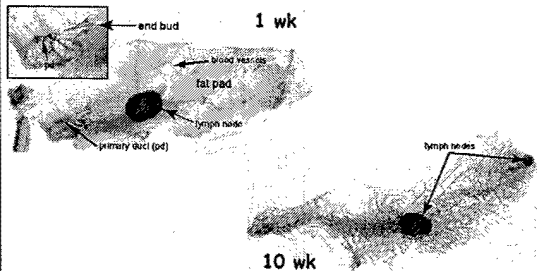 end bud
1 wk
pd
blood vessels
fat pad
lymph node
primary duct (pd)
lymph nodes
10 wk